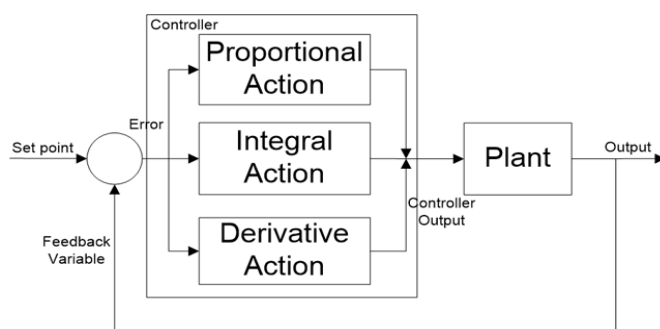 Controller
Proportional
Action
Error
Set point
Integral
Action
Plant
Output
Controller
Output
Feedback
Variable
Derivative
Action